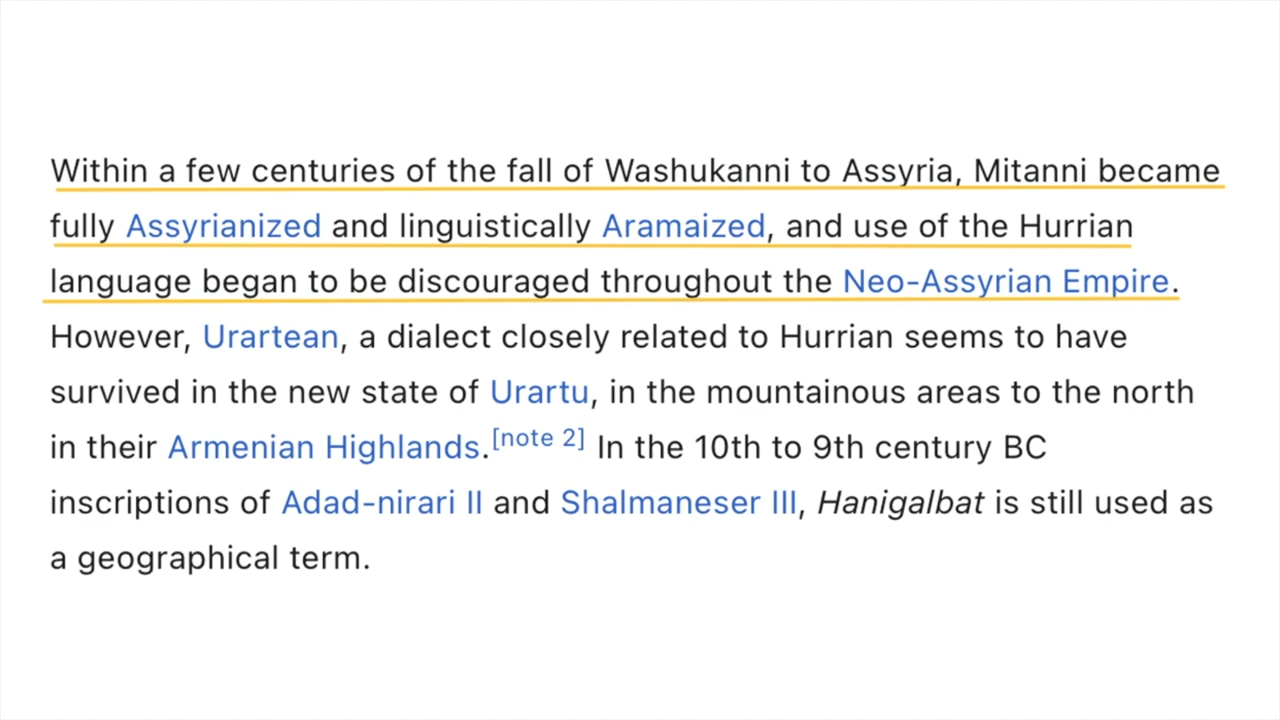 Within a few centuries of the fall of Washukanni to Assyria, Mitanni became
fully Assyrianized and linguistically Aramaized, and use of the Hurrian
language began to be discouraged throughout the Neo-Assyrian Empire.
However, Urartean, a dialect closely related to Hurrian seems to have
survived in the new state of Urartu, in the mountainous areas to the north
in their Armenian Highlands.[note 2] In the 10th to 9th century BC
inscriptions of Adad-nirari II and Shalmaneser III, Hanigalbat is still used as
a geographical term.